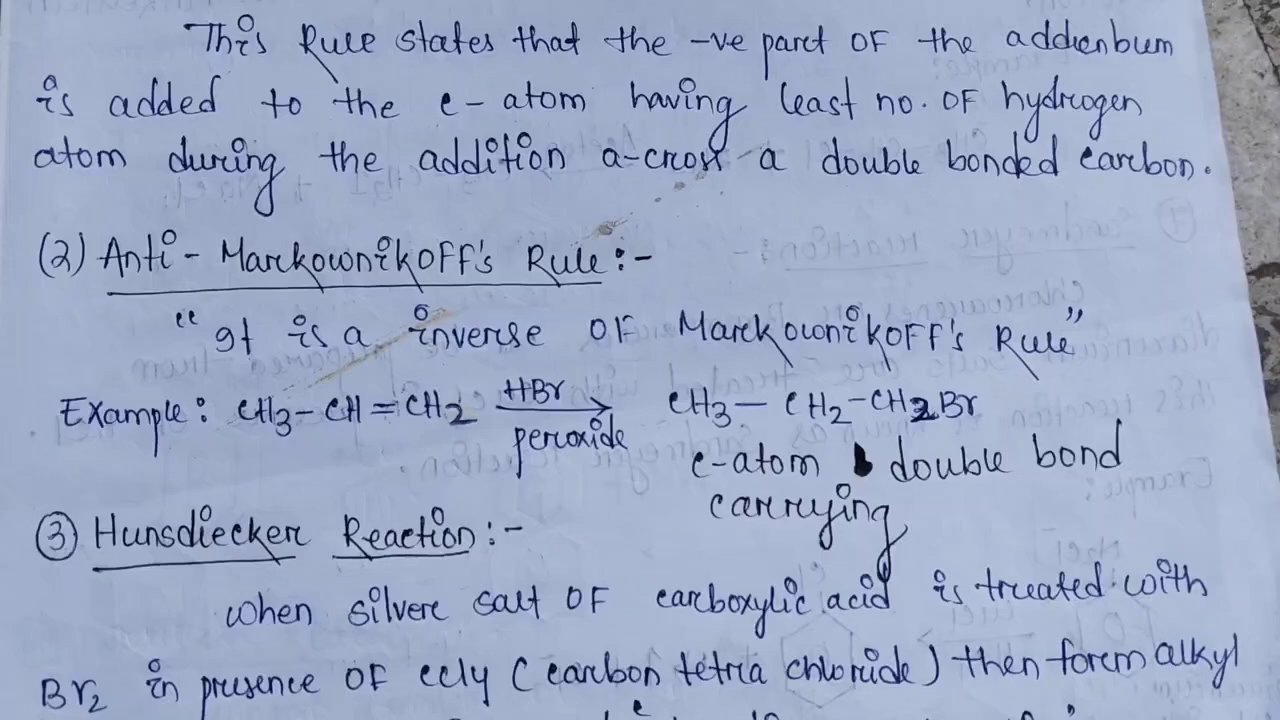 This Rule states that the -ve part OF the addenbum
is added to the c-atom having least no. OF hydrogen
atom during the addition a-cross a double bonded carbon.
(2) Anti-Markownikoff's Rule:-
"It is a inverse OF Markownikoff's Rule"
Example: CH3-CH=CH2 HBr peroxide CH3-CH2-CH2Br
c-atom double bond
carrying
③ Hunsdiecker Reaction:-
When silver salt OF carboxylic acid is treated with
Br2 in presence OF ccl4 (carbon tetria chloride) then form alkyl